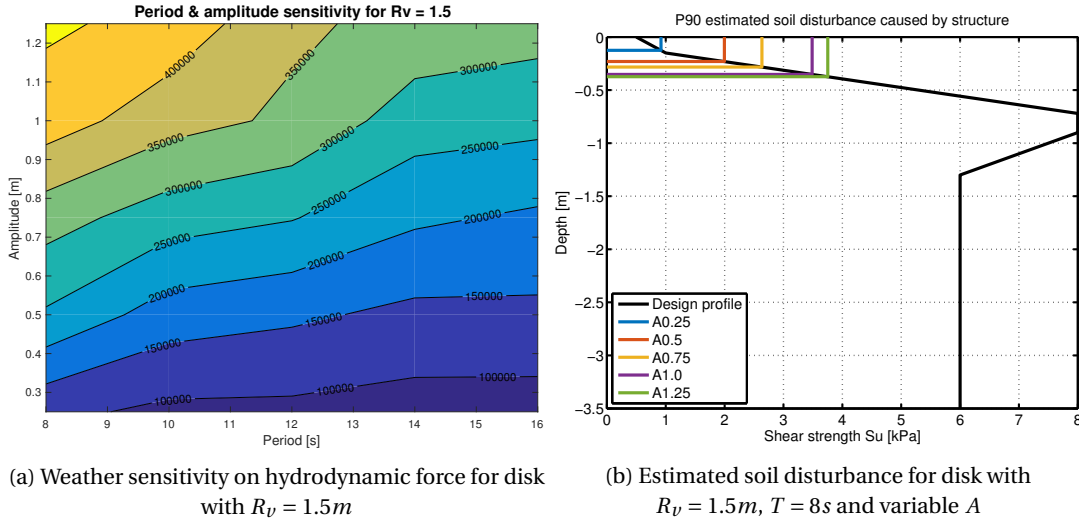 Period & amplitude sensitivity for Rv = 1.5
Amplitude [m]
1.2
1.1
1
0.9
0.8
0.7
0.6
0.5
0.4
0.3
400000
350000
300000
350000
300000
250000
300000
250000
200000
250000
200000
150000
200000
150000
100000
150000
100000
100000
8 9 10 11 12 13 14 15 16
Period [s]
(a) Weather sensitivity on hydrodynamic force for disk
with Rv = 1.5m
P90 estimated soil disturbance caused by structure
Depth [m]
0
−0.5
−1
−1.5
−2
−2.5
−3
−3.5
Design profile
A0.25
A0.5
A0.75
A1.0
A1.25
0 1 2 3 4 5 6 7 8
Shear strength Su [kPa]
(b) Estimated soil disturbance for disk with
Rv = 1.5m, T = 8s and variable A